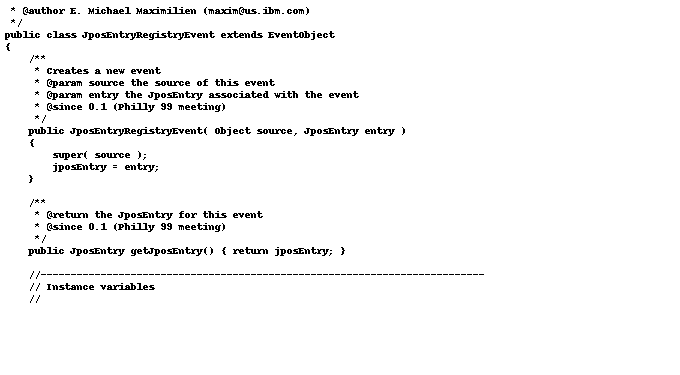 * @author E. Michael Maximilien (maxim@us.ibm.com)
 */
public class JposEntryRegistryEvent extends EventObject
{
    /**
     * Creates a new event
     * @param source the source of this event
     * @param entry the JposEntry associated with the event
     * @since 0.1 (Philly 99 meeting)
     */
    public JposEntryRegistryEvent( Object source, JposEntry entry )
    {
        super( source );
        jposEntry = entry;
    }

    /**
     * @return the JposEntry for this event
     * @since 0.1 (Philly 99 meeting)
     */
    public JposEntry getJposEntry() { return jposEntry; }

    //--------------------------------------------------------------------------
    // Instance variables
    //